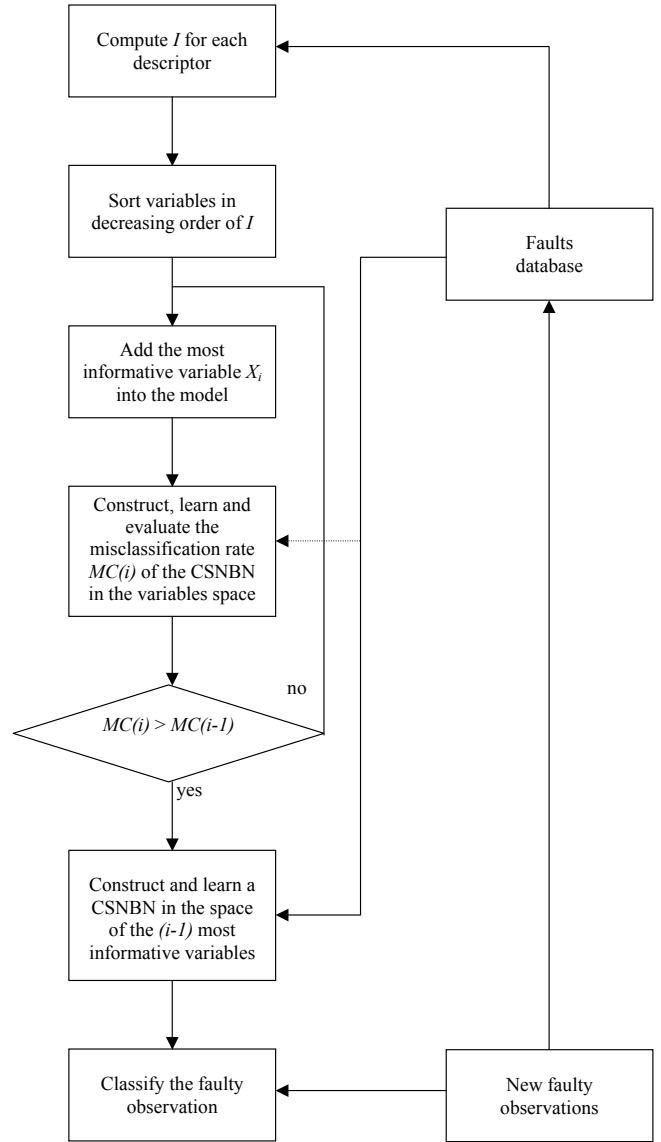 Compute I for each
descriptor
Sort variables in
decreasing order of I
Faults
database
Add the most
informative variable Xi
into the model
Construct, learn and
evaluate the
misclassification rate
MC(i) of the CSNBN
in the variables space
no
MC(i) > MC(i-1)
yes
Construct and learn a
CSNBN in the space
of the (i-1) most
informative variables
Classify the faulty
observation
New faulty
observations